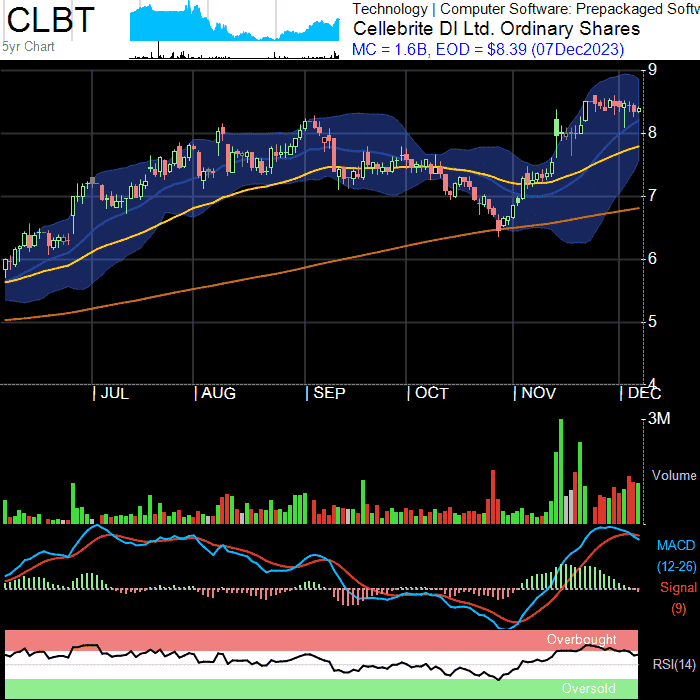 CLBT
5yr Chart
Technology | Computer Software: Prepackaged Softw
Cellebrite DI Ltd. Ordinary Shares
MC = 1.6B, EOD = $8.39 (07Dec2023)
9
8
7
6
5
4
| JUL | AUG | SEP | OCT | NOV | DEC
3M
Volume
MACD
(12-26)
Signal
(9)
Overbought
RSI(14)
Oversold